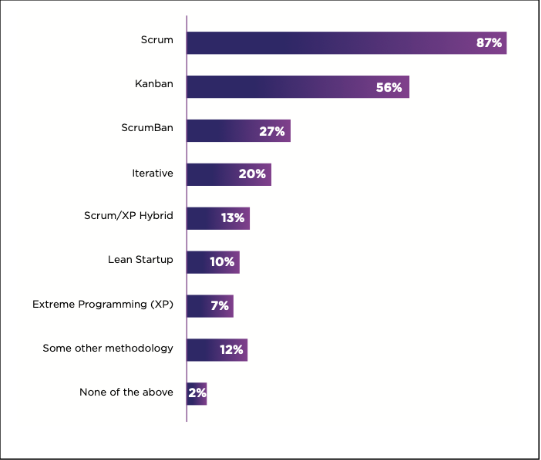 Scrum 87%
Kanban 56%
ScrumBan 27%
Iterative 20%
Scrum/XP Hybrid 13%
Lean Startup 10%
Extreme Programming (XP) 7%
Some other methodology 12%
None of the above 2%